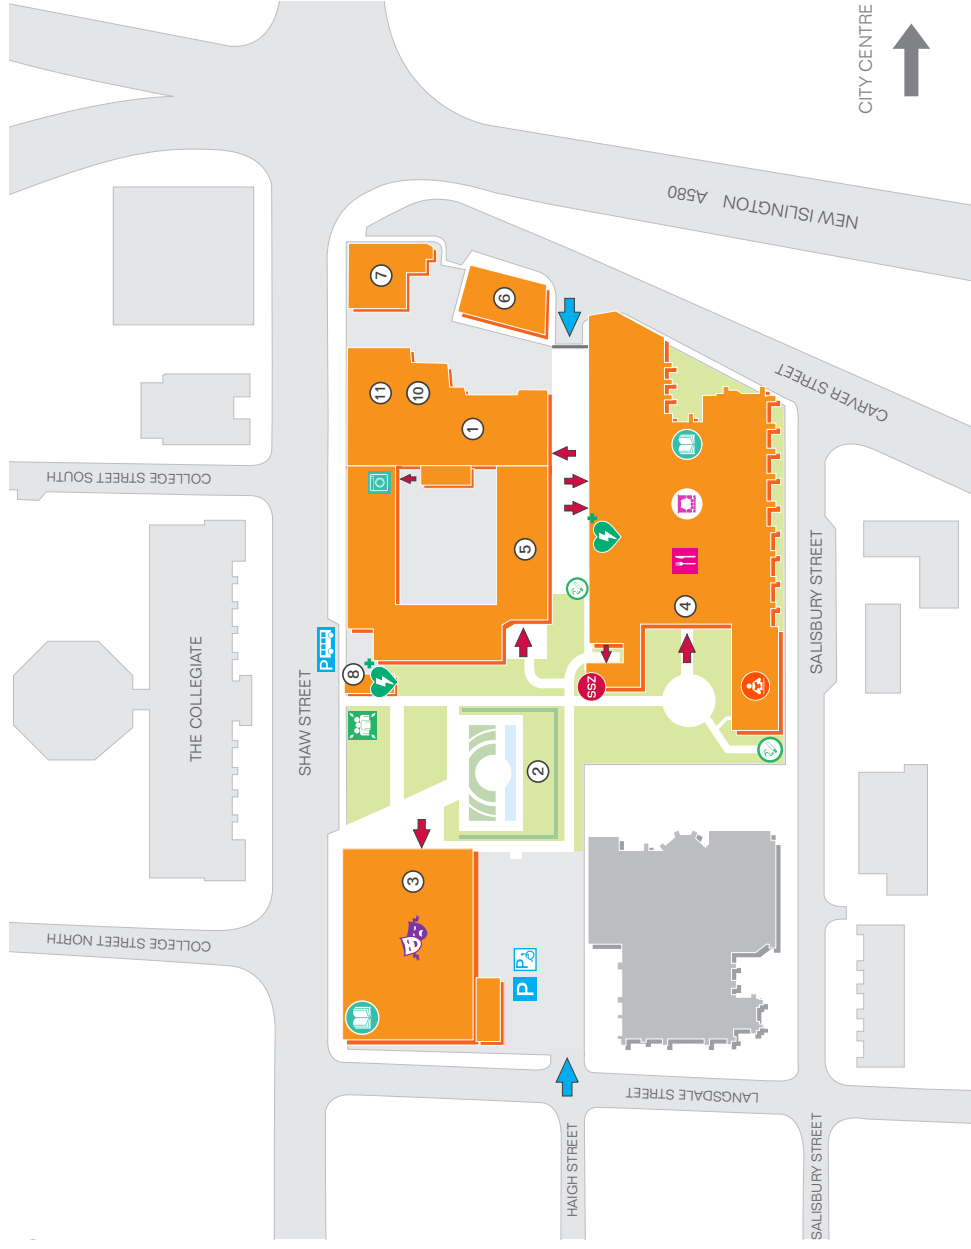 CITY CENTRE
NEW ISLINGTON A580
7
6
CARVER STREET
11
10
1
COLLEGE STREET SOUTH
5
4
SALISBURY STREET
THE COLLEGIATE
SHAW STREET
P
8
SSZ
2
3
COLLEGE STREET NORTH
P
P
LANGSDALE STREET
HAIGH STREET
SALISBURY STREET